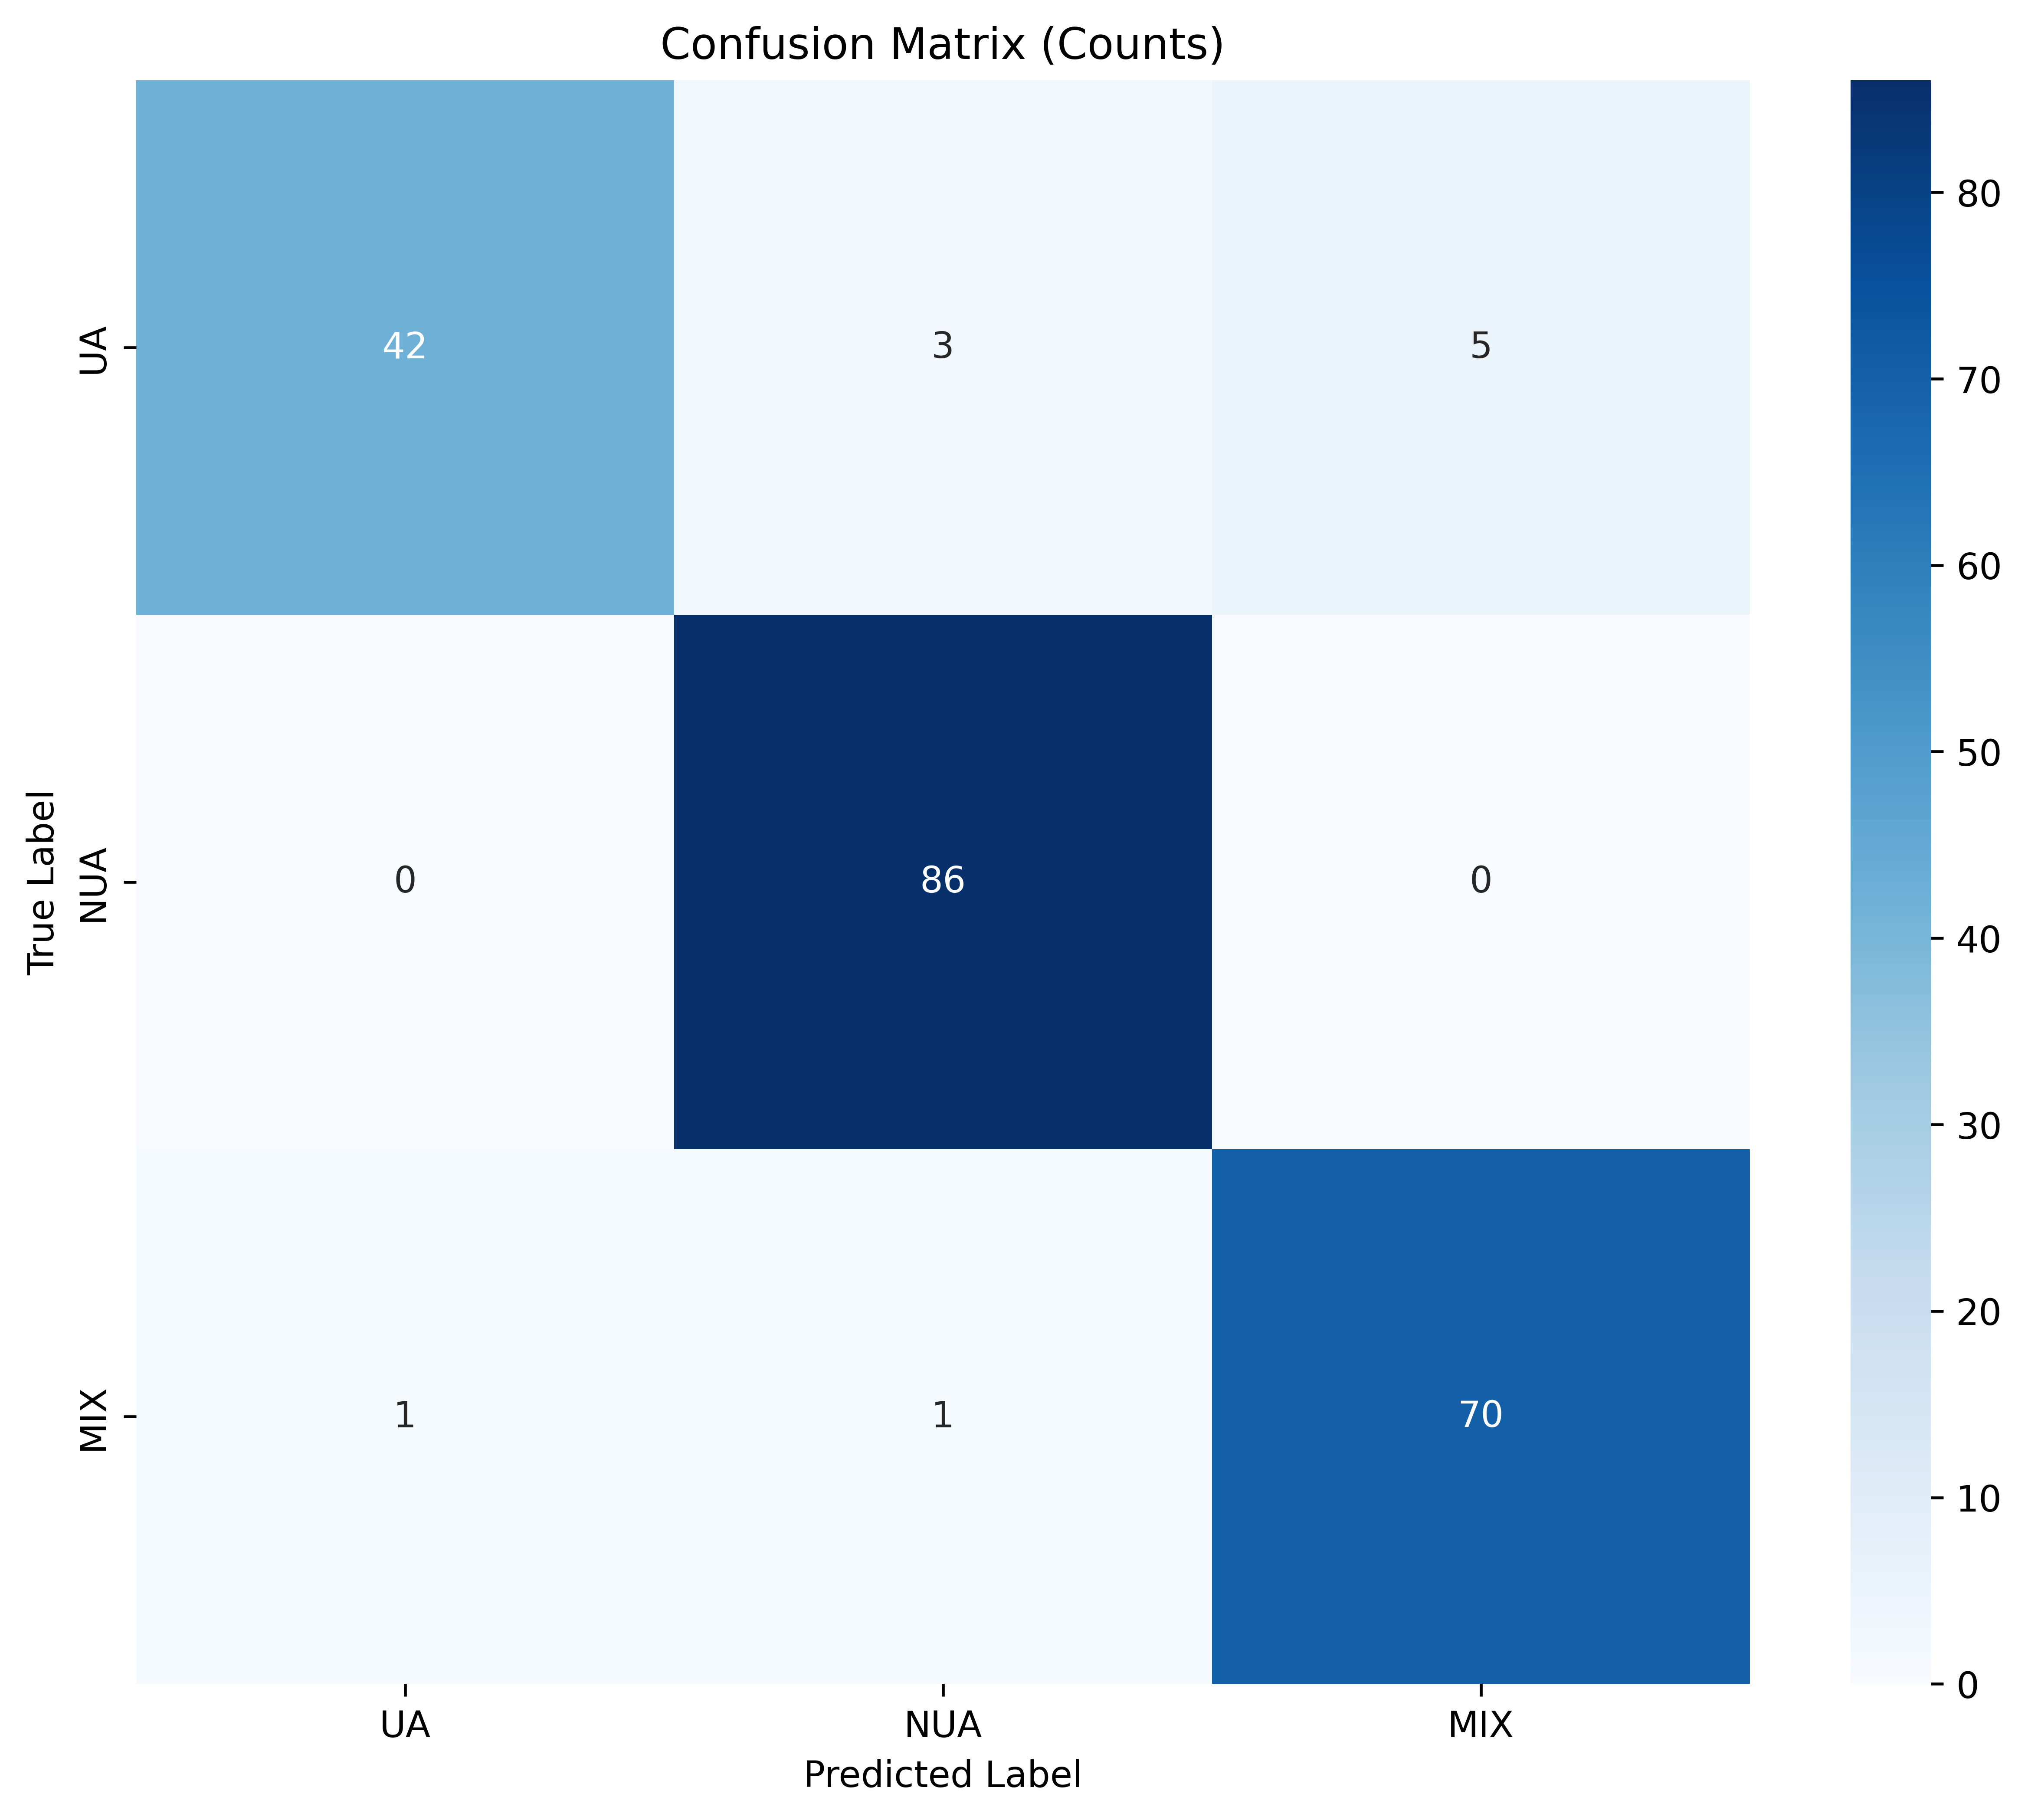 Confusion Matrix (Counts)
True Label
UA
42 3 5
NUA
0 86 0
MIX
1 1 70
UA NUA MIX
Predicted Label
80
70
60
50
40
30
20
10
0